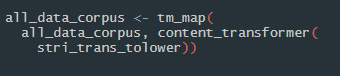 all_data_corpus <- tm_map(
all_data_corpus, content_transformer(
stri_trans_tolower))